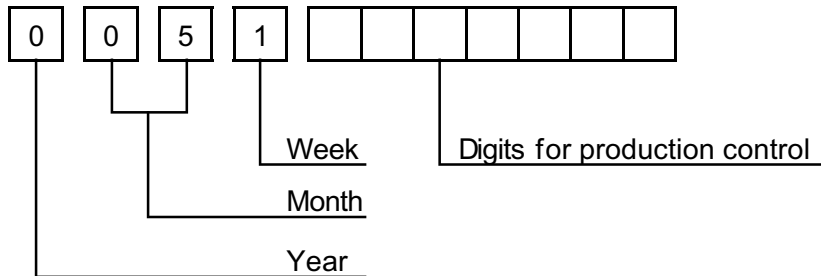 0 0 5 1
Week
Digits for production control
Month
Year